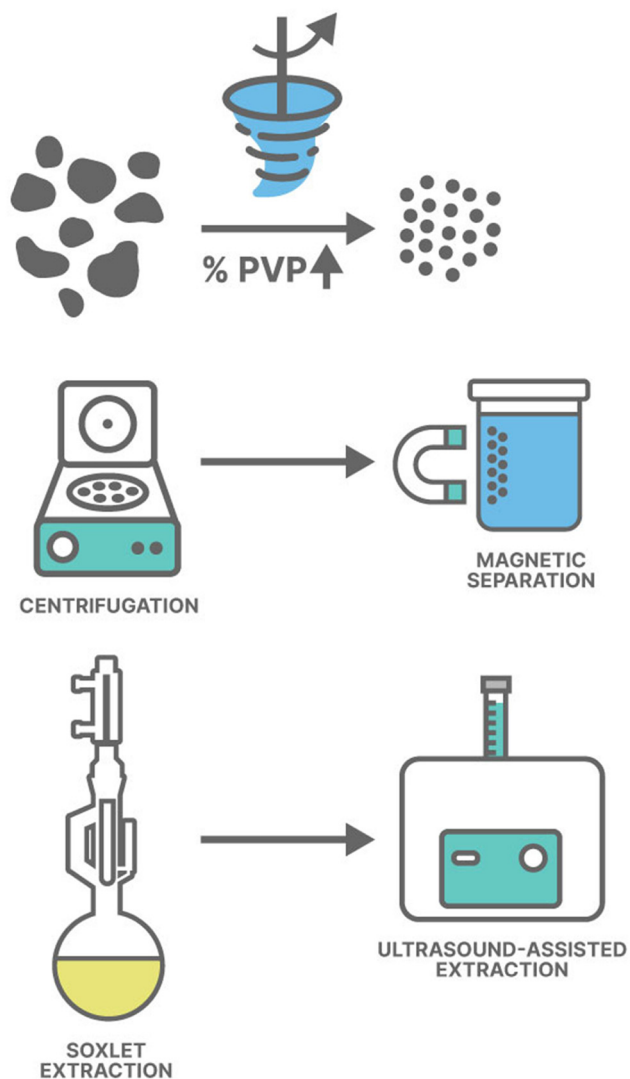 % PVP
CENTRIFUGATION
MAGNETIC
SEPARATION
SOXLET
EXTRACTION
ULTRASOUND-ASSISTED
EXTRACTION